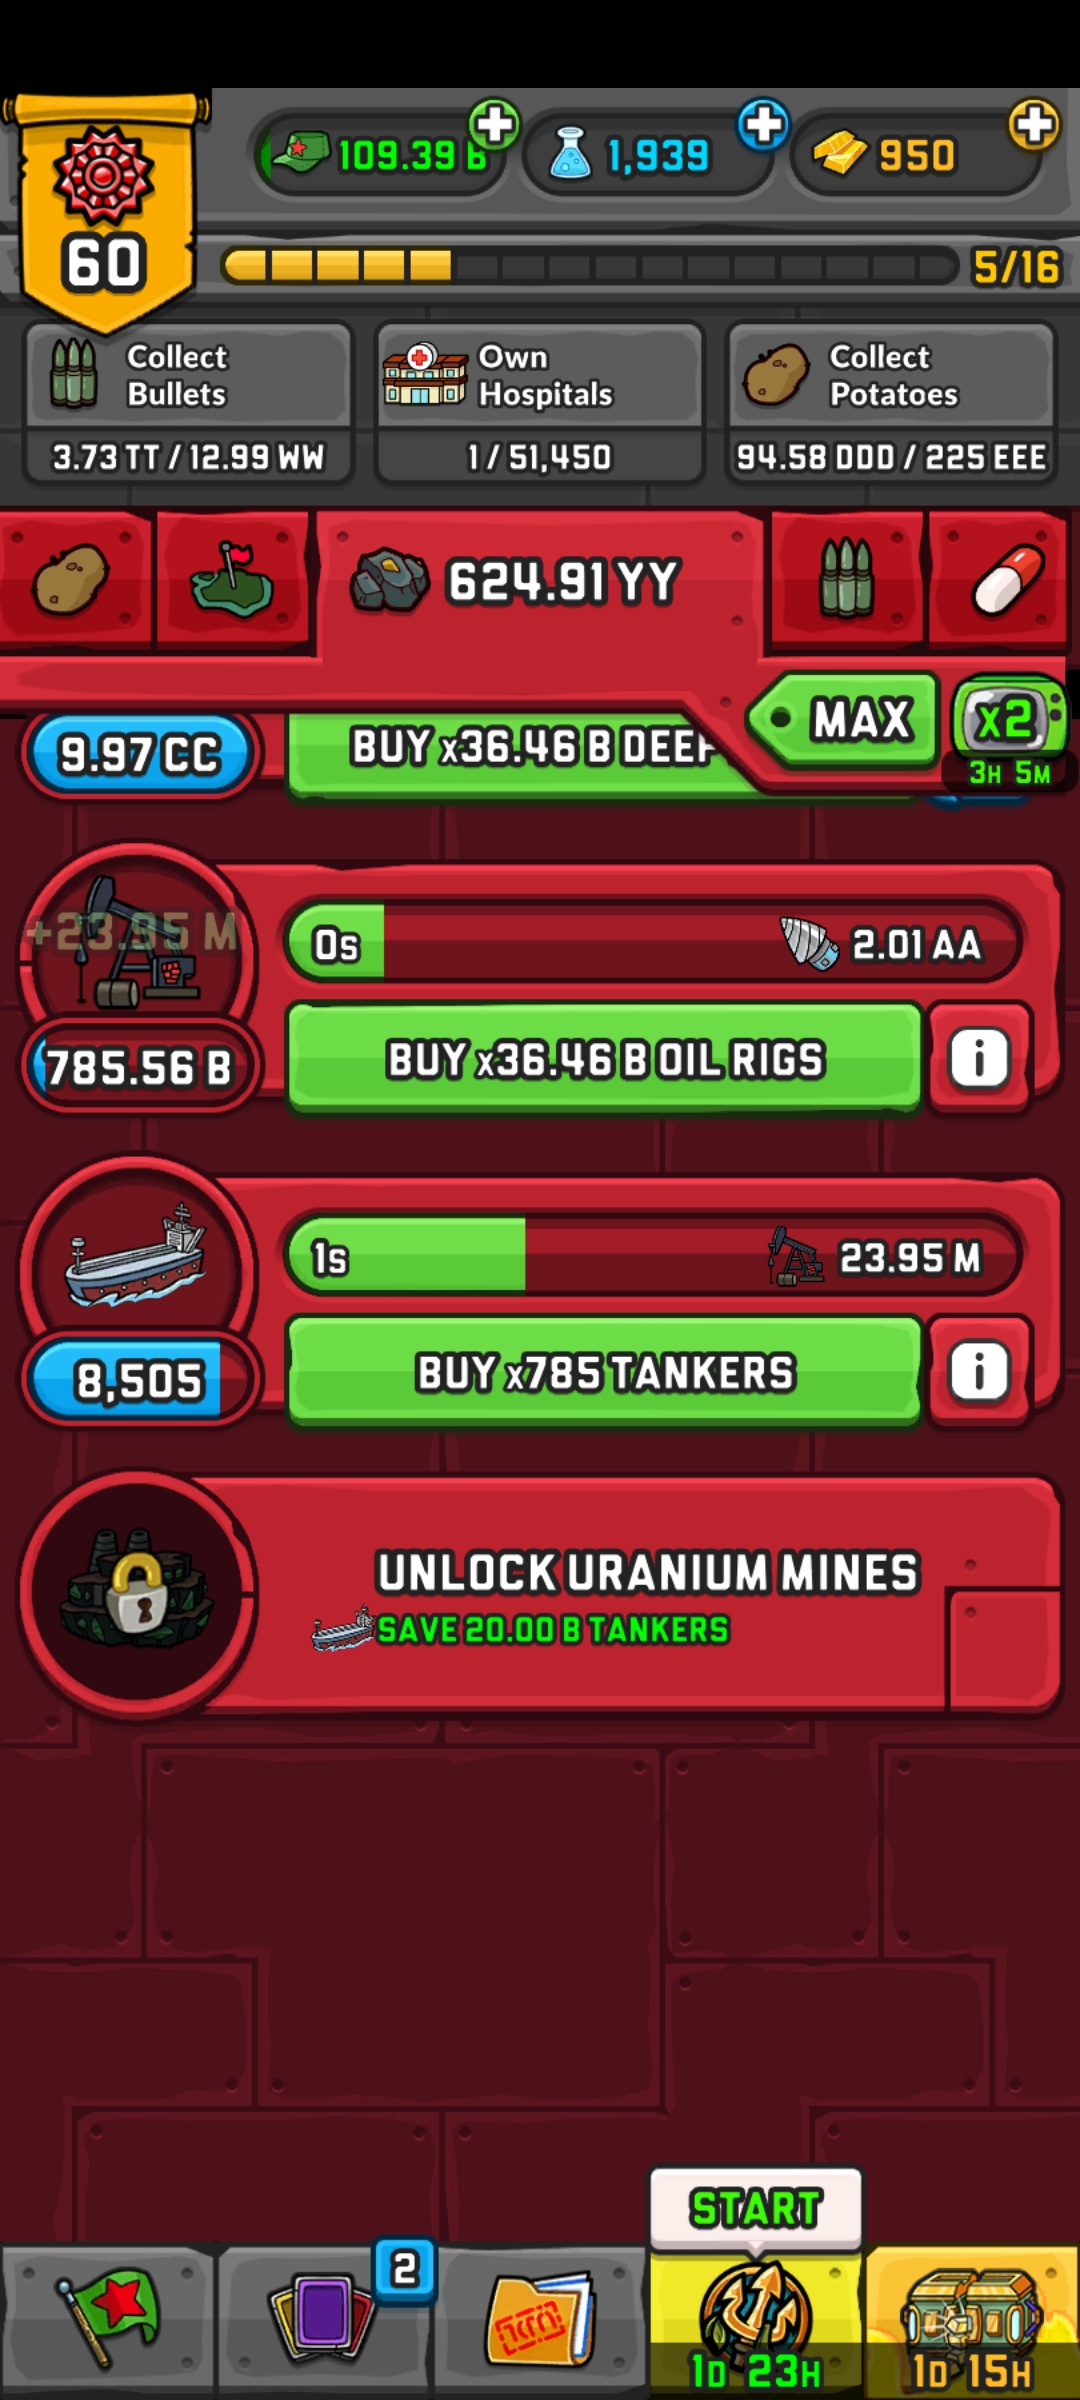 60
109.39 B
1,939
950
5/16
Collect
Bullets
3.73 TT / 12.99 WW
Own
Hospitals
1 / 51,450
Collect
Potatoes
94.58 DDD / 225 EEE
624.91 YY
MAX
x2
3H 5M
9.97 CC
BUY x36.46 B DEEP
+23.95 M
0s
2.01 AA
785.56 B
BUY x36.46 B OIL RIGS
i
1s
23.95 M
8,505
BUY x785 TANKERS
i
UNLOCK URANIUM MINES
SAVE 20.00 B TANKERS
START
2
1D 23H
1D 15H